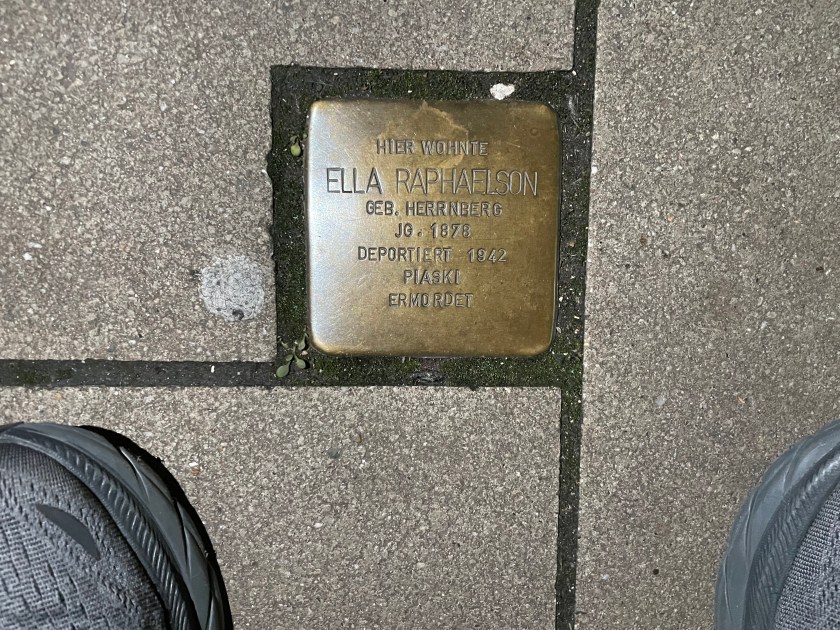 HIER WOHNTE
ELLA RAPHAELSON
GEB. HERRNBERG
JG. 1878
DEPORTIERT 1942
PIASKI
ERMORDET